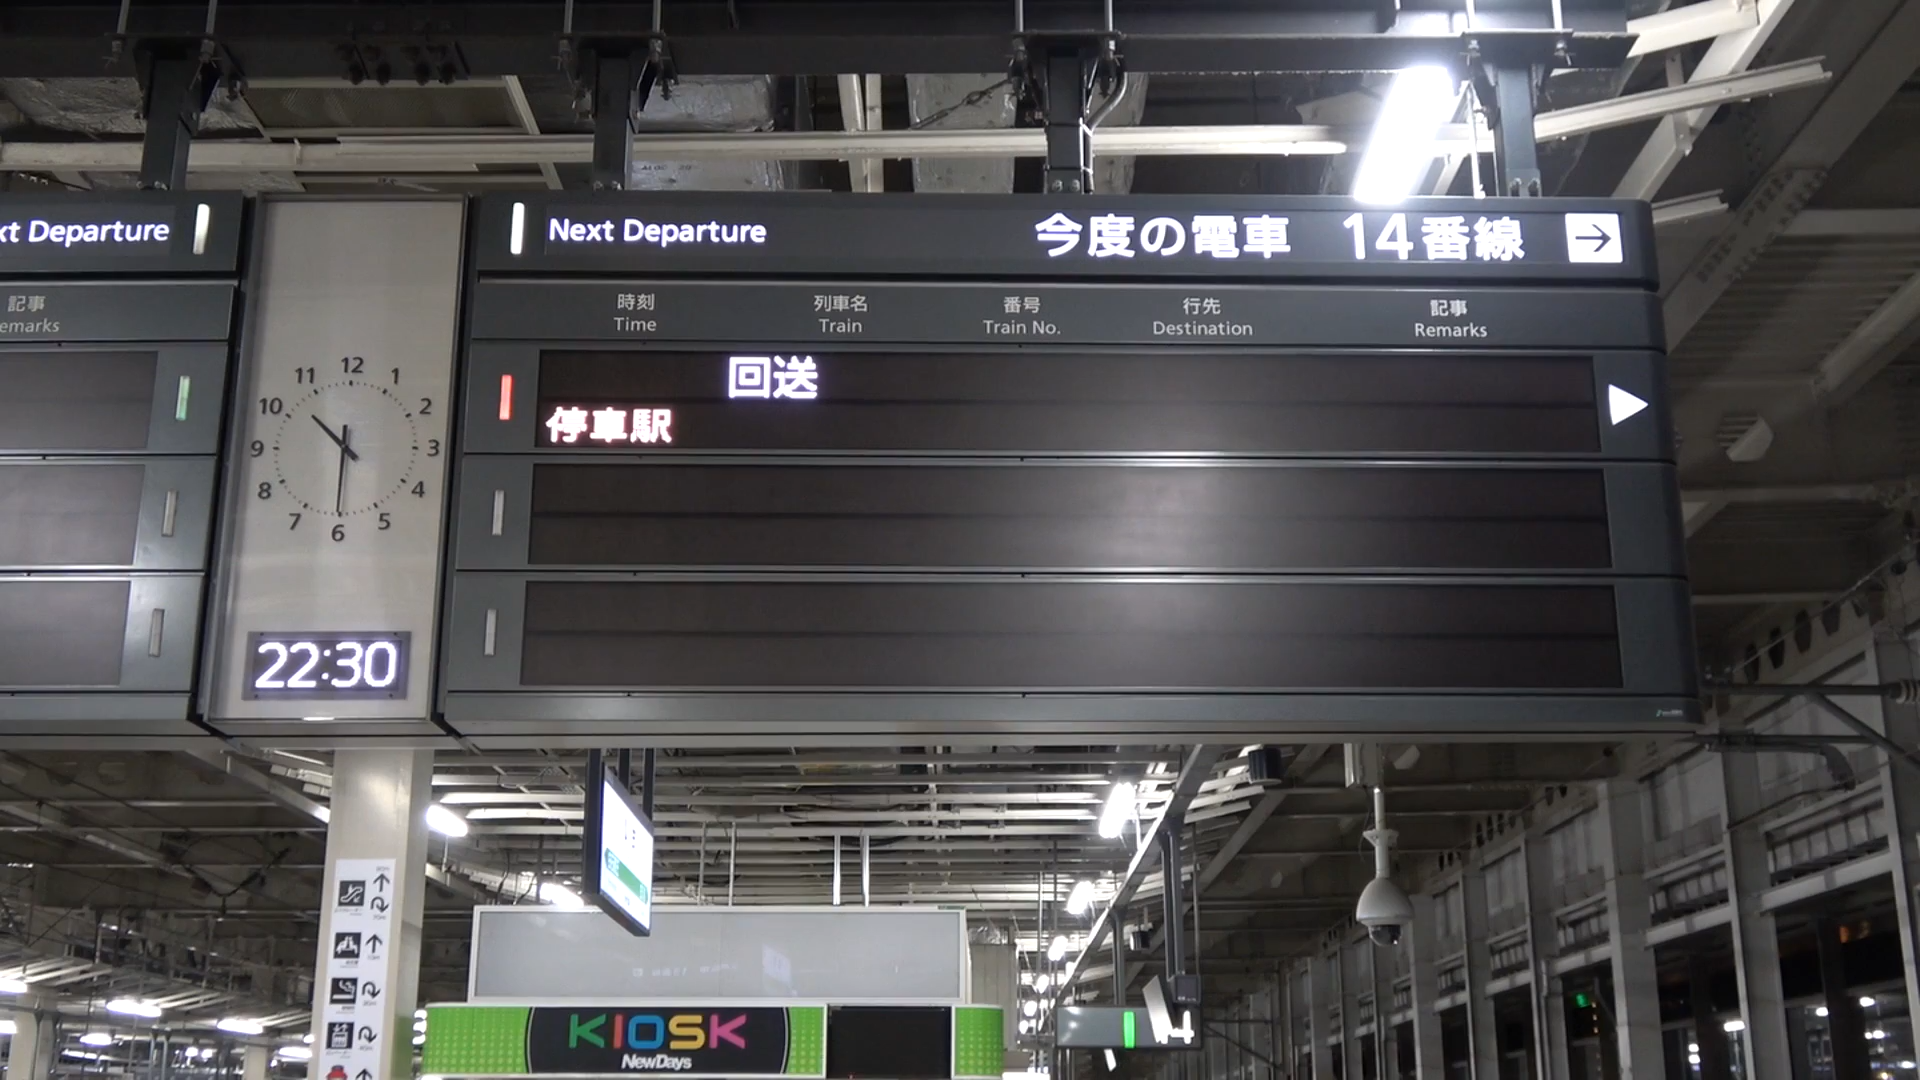 xt Departure
記事
emarks
12
11 1
10 2
9 3
8 4
7 5
6
22:30
Next Departure 今度の電車 14番線 →
時刻 列車名 番号 行先 記事
Time Train Train No. Destination Remarks
回送
停車駅
KIOSK
NewDays
14